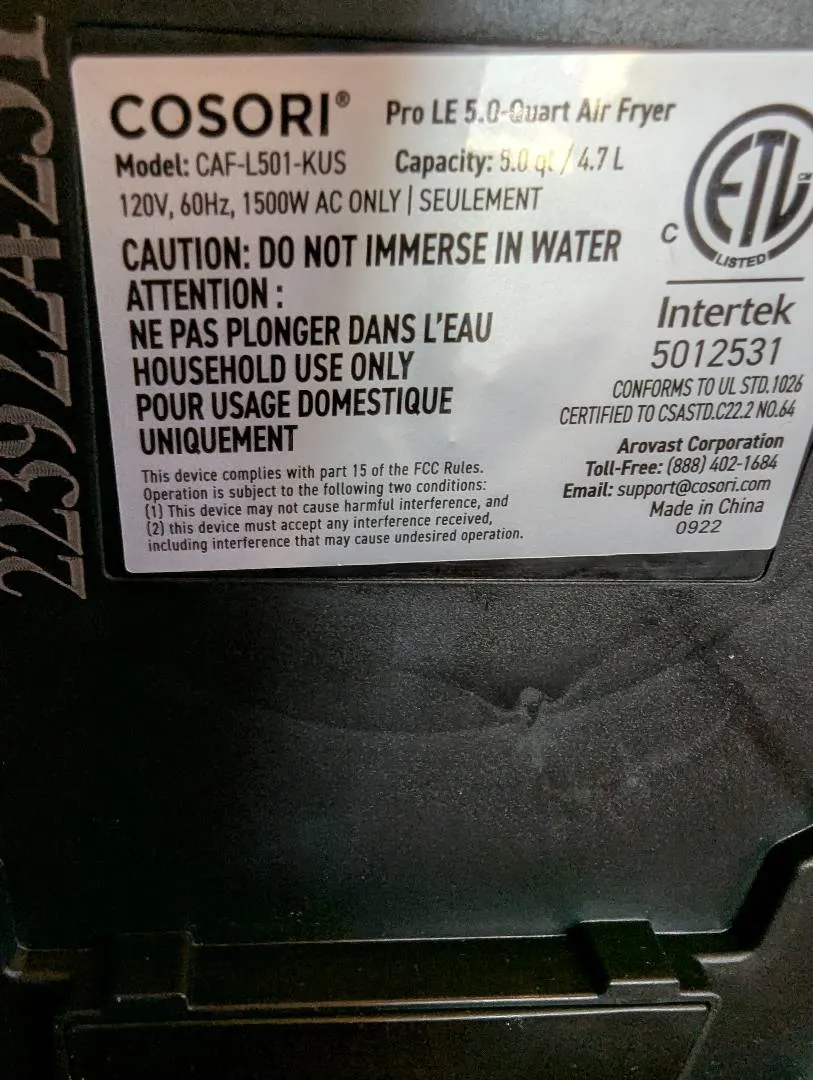 COSORI® Pro LE 5.0-Quart Air Fryer
Model: CAF-L501-KUS Capacity: 5.0 qt / 4.7 L
120V, 60Hz, 1500W AC ONLY | SEULEMENT
CAUTION: DO NOT IMMERSE IN WATER
ATTENTION :
NE PAS PLONGER DANS L'EAU
HOUSEHOLD USE ONLY
POUR USAGE DOMESTIQUE
UNIQUEMENT
This device complies with part 15 of the FCC Rules.
Operation is subject to the following two conditions:
(1) This device may not cause harmful interference, and
(2) this device must accept any interference received,
including interference that may cause undesired operation.
C ETL CM
LISTED
Intertek
5012531
CONFORMS TO UL STD.1026
CERTIFIED TO CSASTD.C22.2 NO.64
Arovast Corporation
Toll-Free: (888) 402-1684
Email: support@cosori.com
Made in China
0922